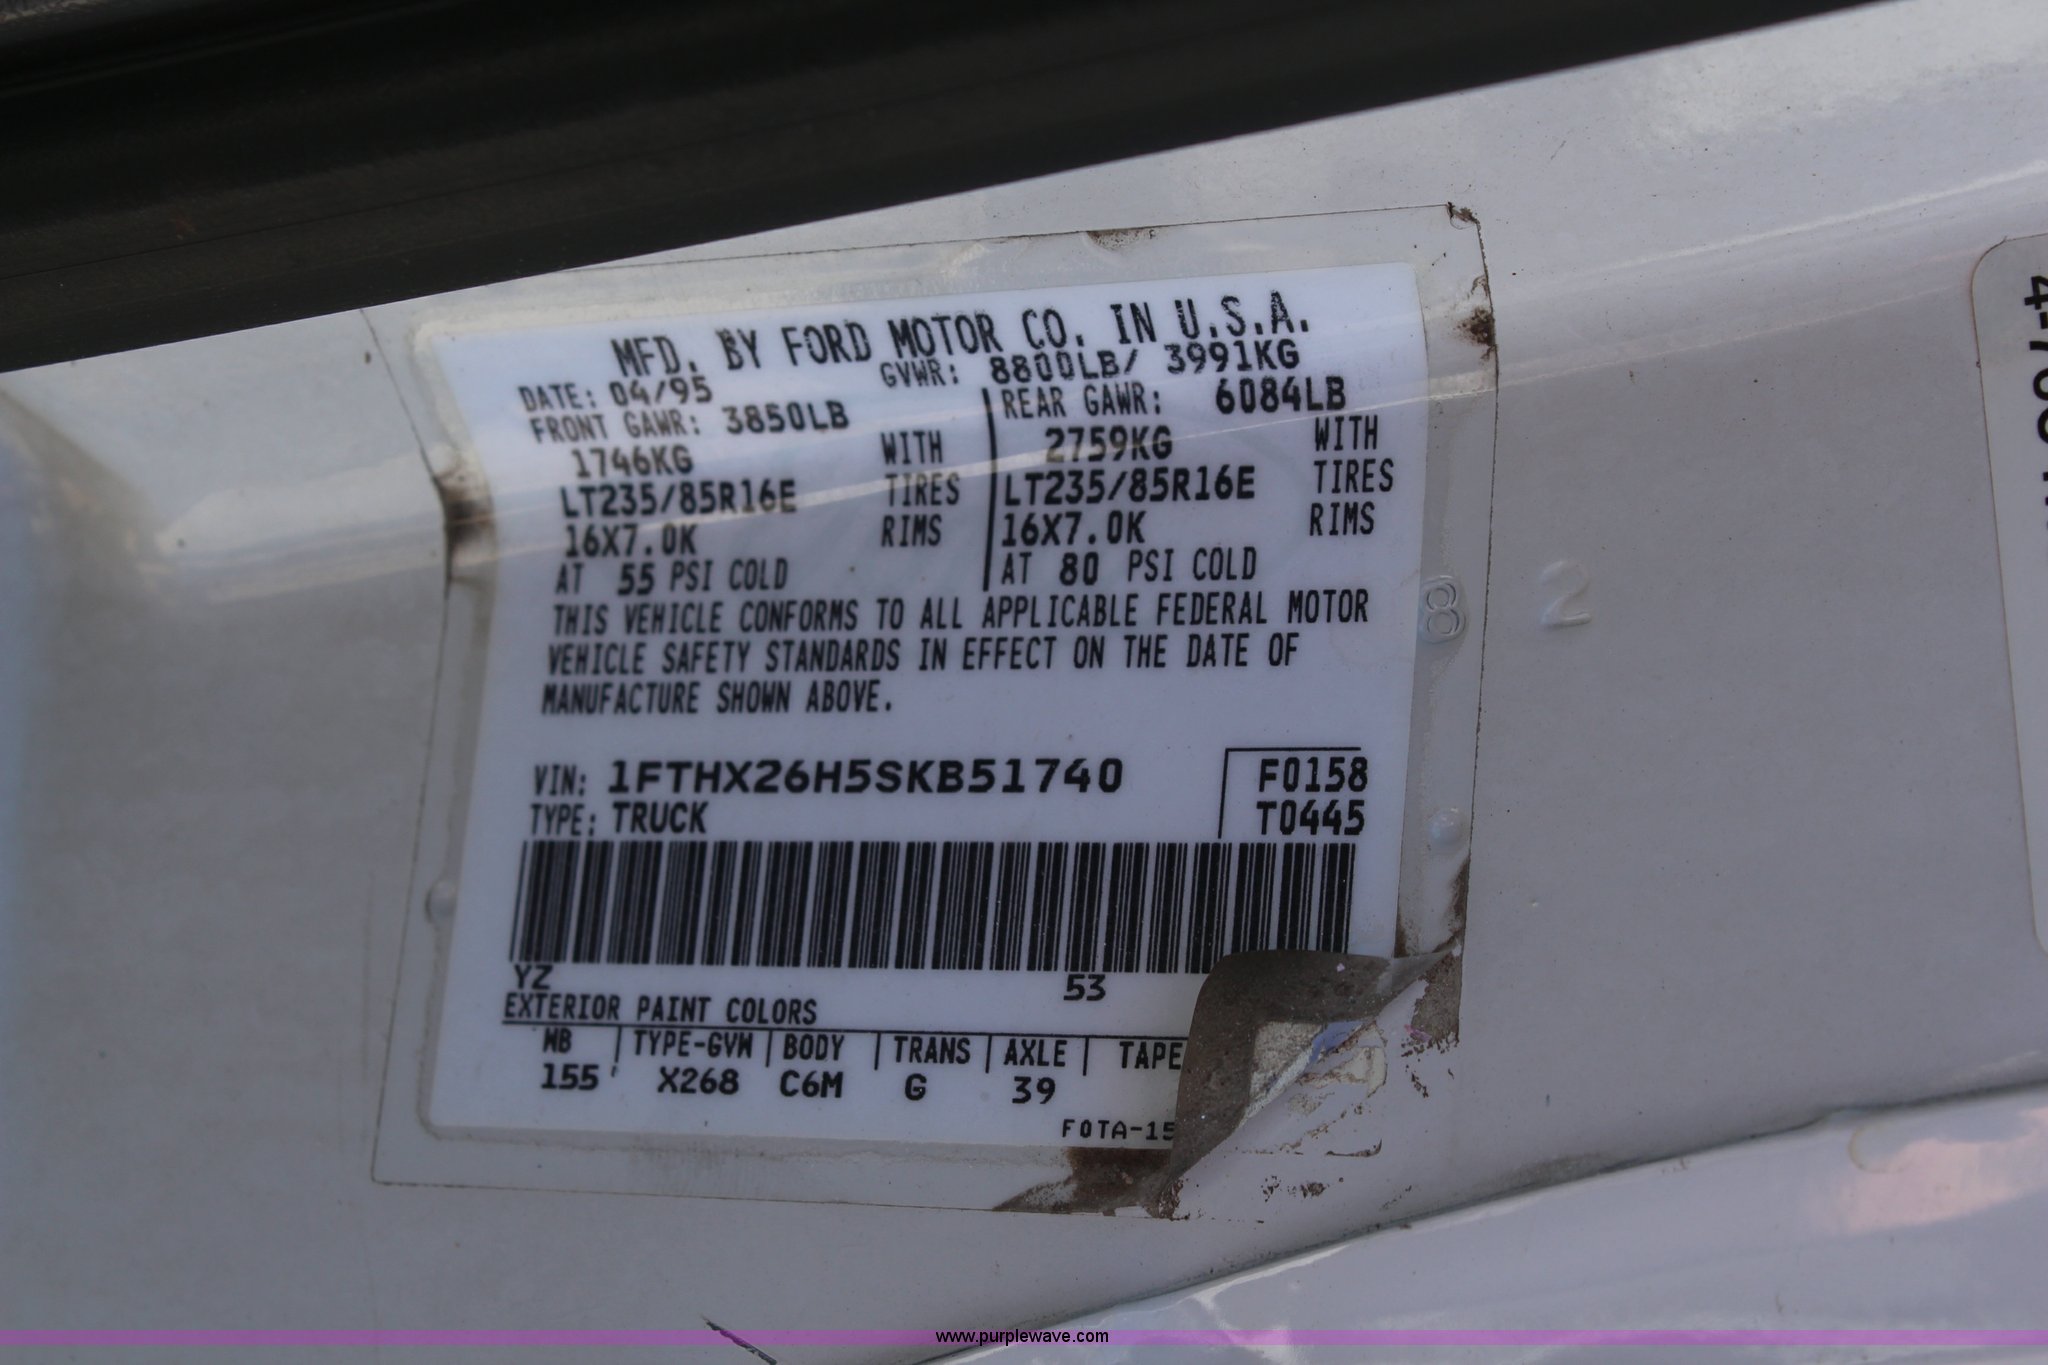 MFD. BY FORD MOTOR CO. IN U.S.A.
DATE: 04/95 GVWR: 8800LB/ 3991KG
FRONT GAWR: 3850LB REAR GAWR: 6084LB
1746KG WITH 2759KG WITH
LT235/85R16E TIRES LT235/85R16E TIRES
16X7.0K RIMS 16X7.0K RIMS
AT 55 PSI COLD AT 80 PSI COLD
THIS VEHICLE CONFORMS TO ALL APPLICABLE FEDERAL MOTOR
VEHICLE SAFETY STANDARDS IN EFFECT ON THE DATE OF
MANUFACTURE SHOWN ABOVE.
VIN: 1FTHX26H5SKB51740 F0158
TYPE: TRUCK T0445
YZ 53
EXTERIOR PAINT COLORS
WB TYPE-GVW BODY TRANS AXLE TAPE
155 X268 C6M G 39
F0TA-15
8 2
www.purplewave.com